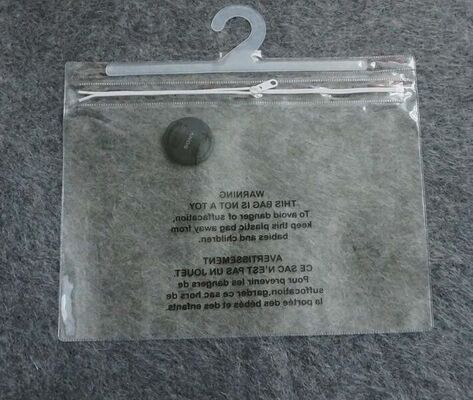 WARNING
THIS BAG IS NOT A TOY.
To avoid danger of suffacation,
keep this plastic bag away from
babies and children.
AVERTISSEMENT
CE SAC N'EST PAS UN JOUET.
Pour prevenir les dangers de
suffocation,garder ce sac hors de
la portée des bébés et des enfants.